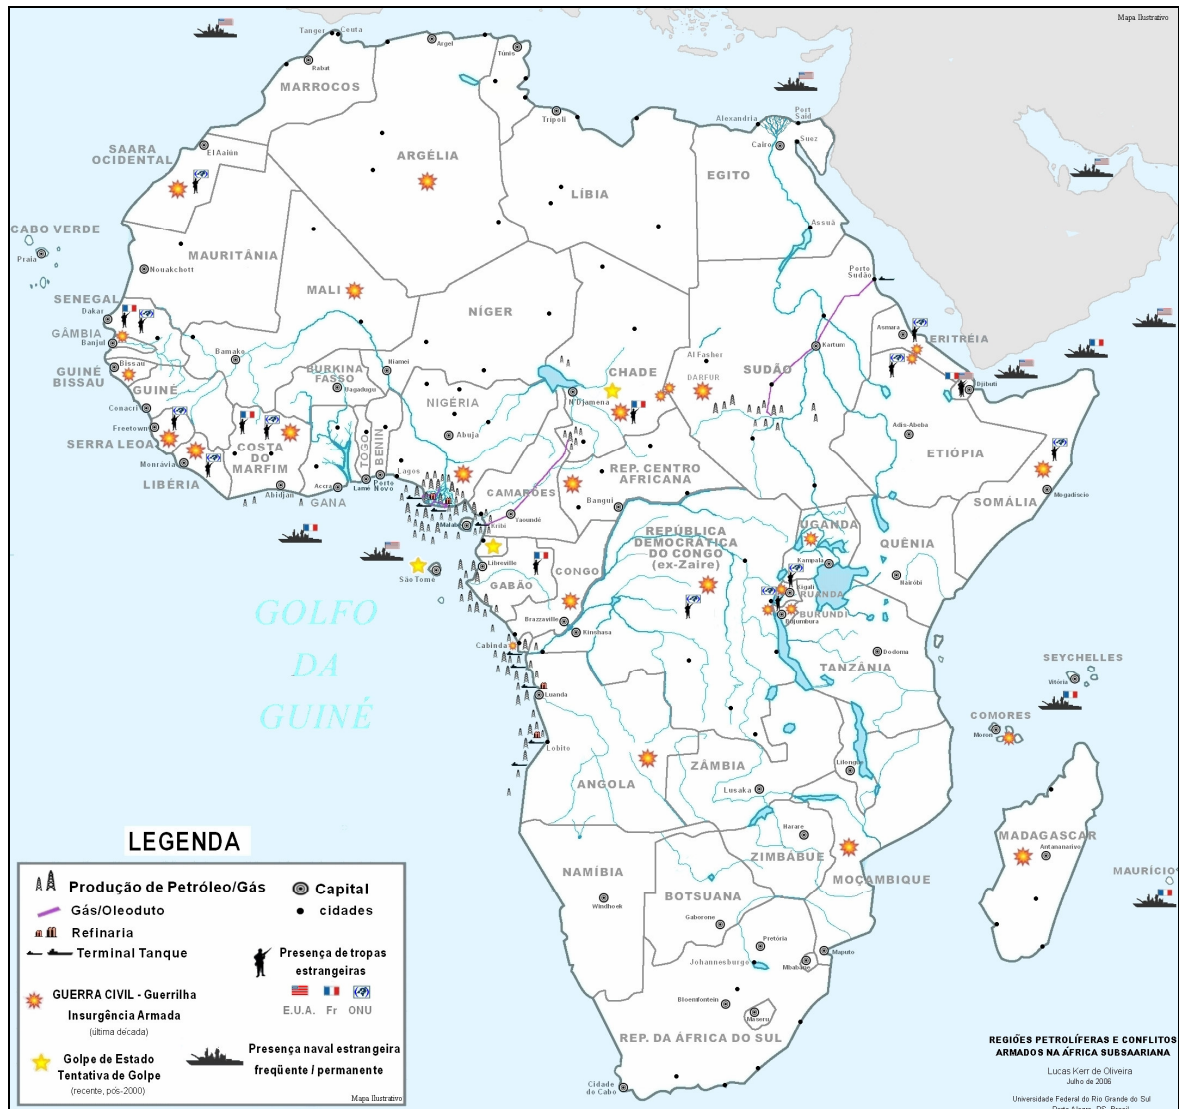 Mapa Ilustrativo
Tanger
Ceuta
Argel
Túnis
Rabat
MARROCOS
Trípoli
Alexandria
Port
Said
Cairo
Suez
SAARA
OCIDENTAL
El Aaiún
ARGÉLIA
LÍBIA
EGITO
CABO VERDE
Praia
MAURITÂNIA
Nouakchott
Assuã
Porto
Sudão
MALI
NÍGER
SENEGAL
Dakar
GÂMBIA
Banjul
Bissau
GUINÉ
BISSAU
GUINÉ
Bamako
Niamei
BURKINA
FASSO
Uagadugu
CHADE
N'Djamena
Al Fasher
DARFUR
SUDÃO
Kartum
Asmara
ERITRÉIA
Djibuti
Conacri
Freetown
SERRA LEOA
Monróvia
LIBÉRIA
COSTA
DO
MARFIM
Abidjan
GANA
Accra
TOGO
BENIN
Lamé
Porto
Novo
Lagos
NIGÉRIA
Abuja
CAMARÕES
Malabo
Kribi
Yaoundé
REP. CENTRO
AFRICANA
Bangui
Adis-Abeba
ETIÓPIA
SOMÁLIA
Mogadíscio
UGANDA
Kampala
QUÊNIA
Nairóbi
REPÚBLICA
DEMOCRÁTICA
DO CONGO
(ex-Zaire)
São Tomé
Libreville
GABÃO
CONGO
Brazzaville
Kinshasa
Cabinda
Kigali
RUANDA
BURUNDI
Bujumbura
Dodoma
TANZÂNIA
GOLFO
DA
GUINÉ
SEYCHELLES
Vitória
COMORES
Moroni
Luanda
Lobito
ANGOLA
ZÂMBIA
Lusaka
Lilongue
Harare
ZIMBÁBUE
MOÇAMBIQUE
MADAGASCAR
Antananarivo
MAURÍCIO
NAMÍBIA
Windhoek
BOTSUANA
Gaborone
Pretória
Johannesburgo
Mbabane
Maputo
Bloemfontein
Maseru
REP. DA ÁFRICA DO SUL
Cidade
do Cabo
LEGENDA
Produção de Petróleo/Gás
Capital
Gás/Oleoduto
cidades
Refinaria
Terminal Tanque
Presença de tropas
estrangeiras
E.U.A. Fr ONU
GUERRA CIVIL - Guerrilha
Insurgência Armada
(última década)
Golpe de Estado
Tentativa de Golpe
(recente, pós-2000)
Presença naval estrangeira
freqüente / permanente
Mapa Ilustrativo
REGIÕES PETROLÍFERAS E CONFLITOS
ARMADOS NA ÁFRICA SUBSAARIANA
Lucas Kerr de Oliveira
Julho de 2006
Universidade Federal do Rio Grande do Sul
Porto Alegre, RS, Brasil